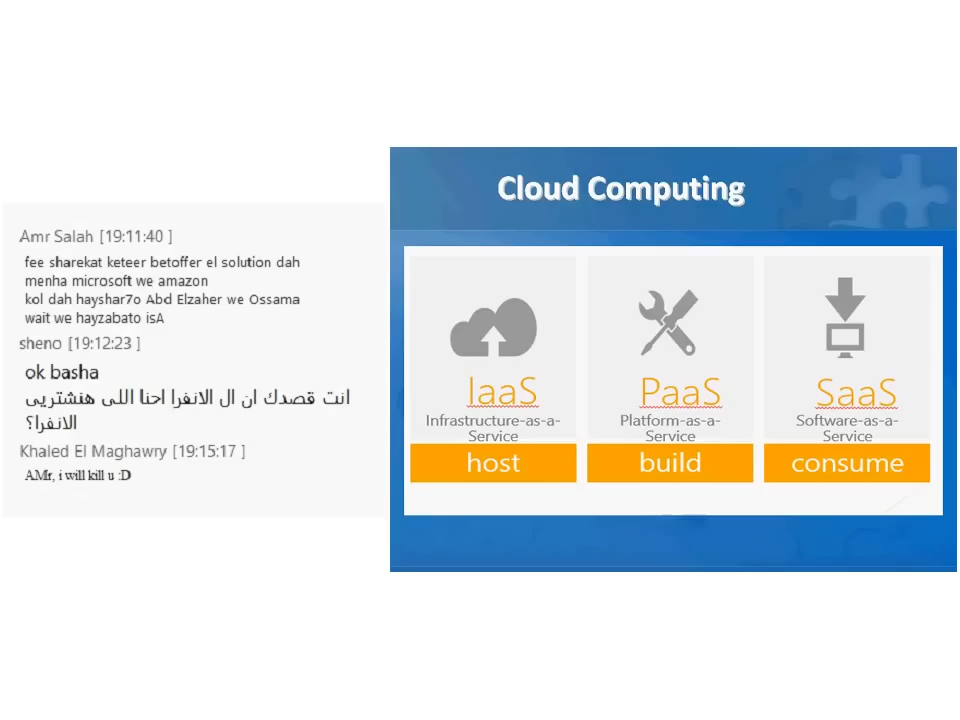 Amr Salah [19:11:40 ]
fee sharekat keteer betoffer el solution dah
menha microsoft we amazon
kol dah hayshar7o Abd Elzaher we Ossama
wait we hayzabato isA
sheno [19:12:23 ]
ok basha
انت قصدك ان ال الانفرا احنا اللى هنشتريى
الانفرا؟
Khaled El Maghawry [19:15:17 ]
AMr, i will kill u :D
Cloud Computing
IaaS
Infrastructure-as-a-
Service
host
PaaS
Platform-as-a-
Service
build
SaaS
Software-as-a-
Service
consume